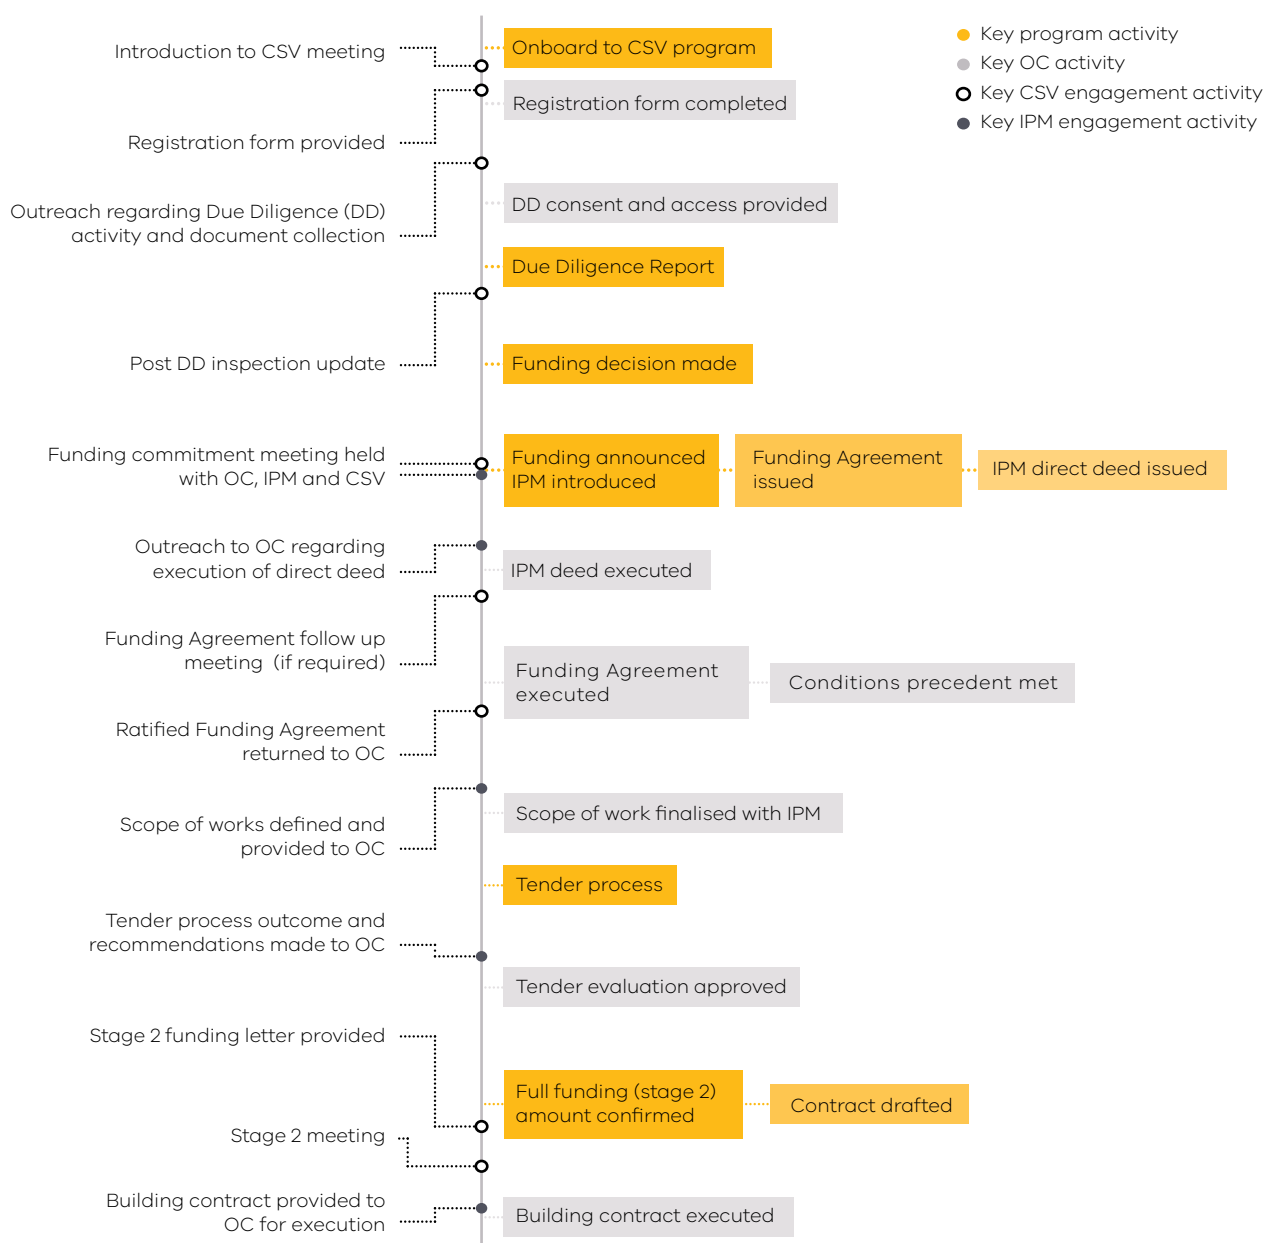 Introduction to CSV meeting
Onboard to CSV program
Key program activity
Key OC activity
Key CSV engagement activity
Key IPM engagement activity
Registration form completed
Registration form provided
Outreach regarding Due Diligence (DD)
activity and document collection
DD consent and access provided
Due Diligence Report
Post DD inspection update
Funding decision made
Funding commitment meeting held
with OC, IPM and CSV
Funding announced
IPM introduced
Funding Agreement
issued
IPM direct deed issued
Outreach to OC regarding
execution of direct deed
IPM deed executed
Funding Agreement follow up
meeting (if required)
Funding Agreement
executed
Conditions precedent met
Ratified Funding Agreement
returned to OC
Scope of works defined and
provided to OC
Scope of work finalised with IPM
Tender process
Tender process outcome and
recommendations made to OC
Tender evaluation approved
Stage 2 funding letter provided
Full funding (stage 2)
amount confirmed
Contract drafted
Stage 2 meeting
Building contract provided to
OC for execution
Building contract executed